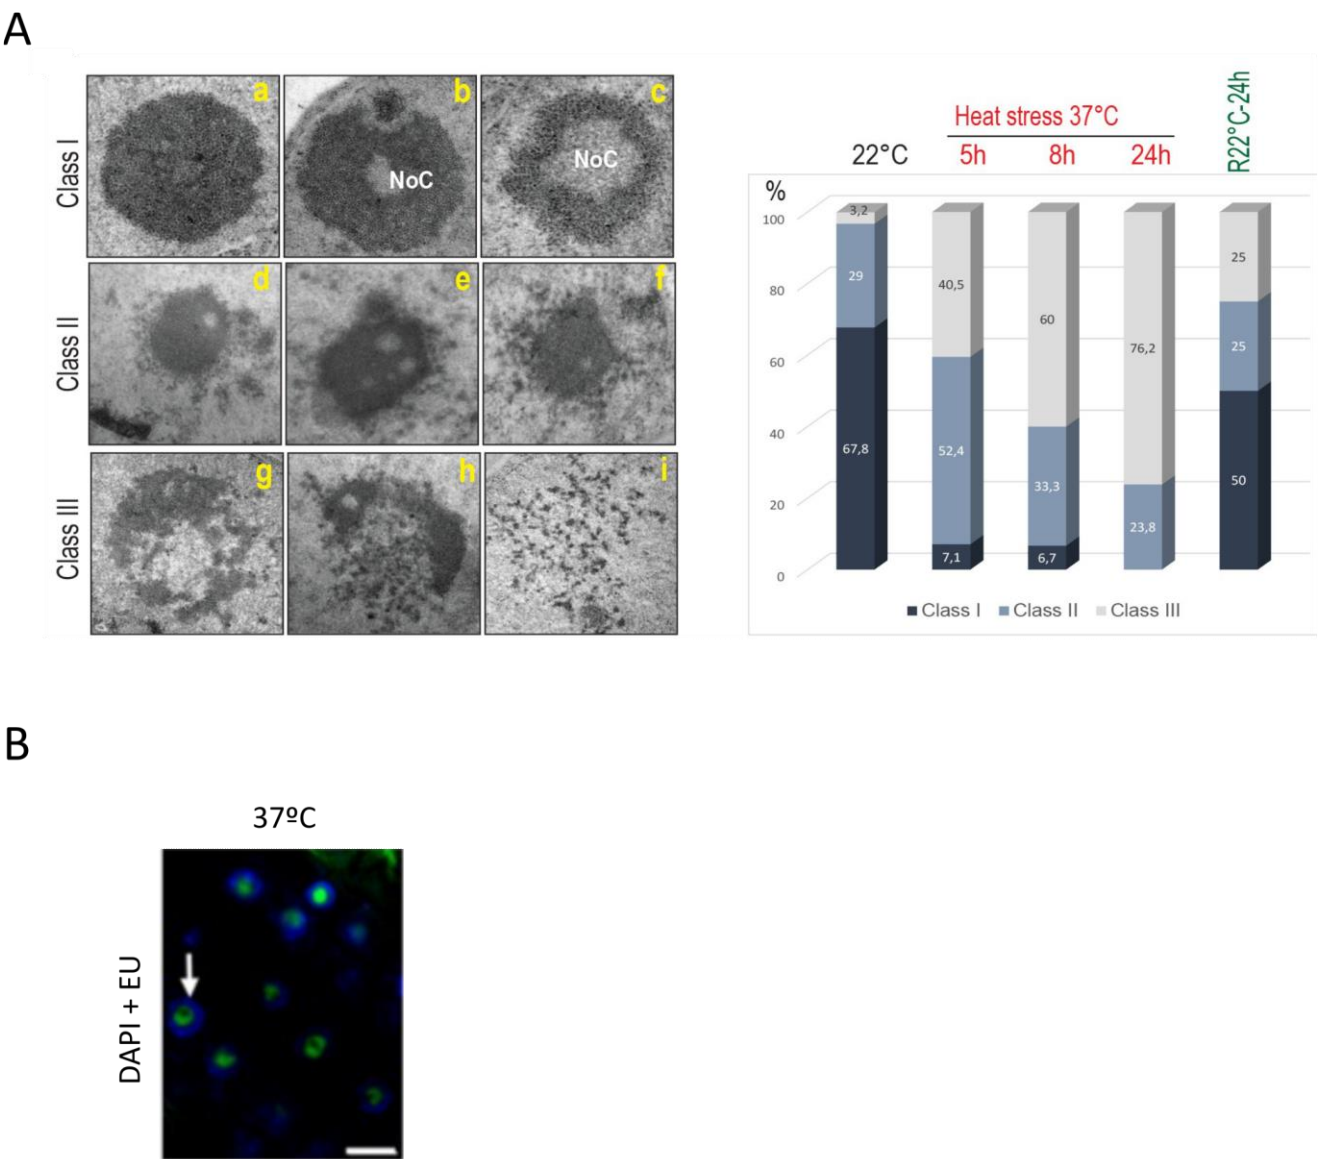 A
Class I
a
b
NoC
c
NoC
Class II
d
e
f
Class III
g
h
i
Heat stress 37°C
22°C
5h
8h
24h
R22°C-24h
%
100
80
60
40
20
0
3,2
29
67,8
40,5
52,4
7,1
60
33,3
6,7
76,2
23,8
25
25
50
Class I Class II Class III
B
37ºC
DAPI + EU